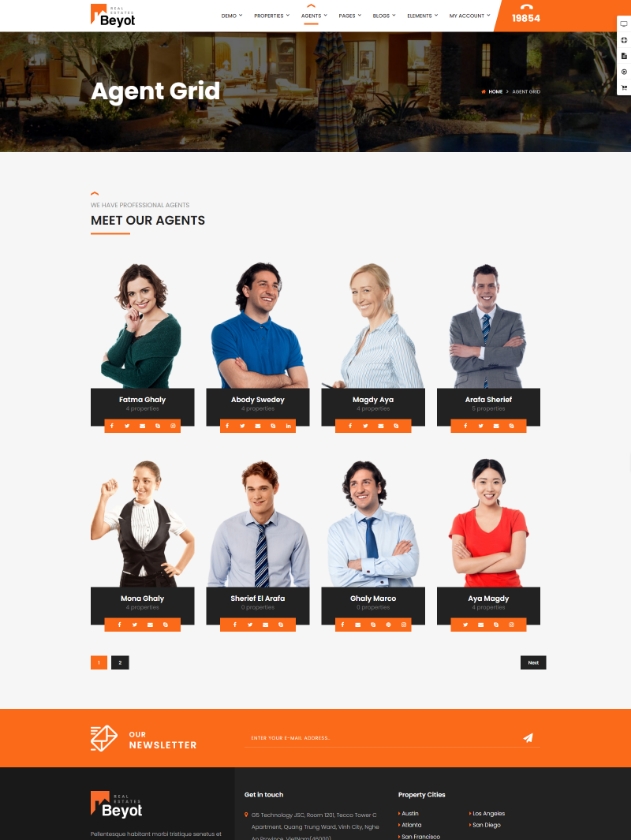 REAL
ESTATES
Beyot
DEMO
PROPERTIES
AGENTS
PAGES
BLOGS
ELEMENTS
MY ACCOUNT
19854
Agent Grid
HOME > AGENT GRID
WE HAVE PROFESSIONAL AGENTS
MEET OUR AGENTS
Fatma Ghaly
4 properties
Abody Swedey
4 properties
Magdy Aya
4 properties
Arafa Sherief
5 properties
Mona Ghaly
4 properties
Sherief El Arafa
0 properties
Ghaly Marco
0 properties
Aya Magdy
4 properties
1
2
Next
OUR
NEWSLETTER
ENTER YOUR E-MAIL ADDRESS..
REAL
ESTATES
Beyot
Pellentesque habitant morbi tristique senectus et
Get in touch
G5 Technology JSC, Room 1201, Tecco Tower C
Apartment, Quang Trung Ward, Vinh City, Nghe
An Province, VietNam
Property Cities
Austin
Atlanta
San Francisco
Los Angeles
San Diego